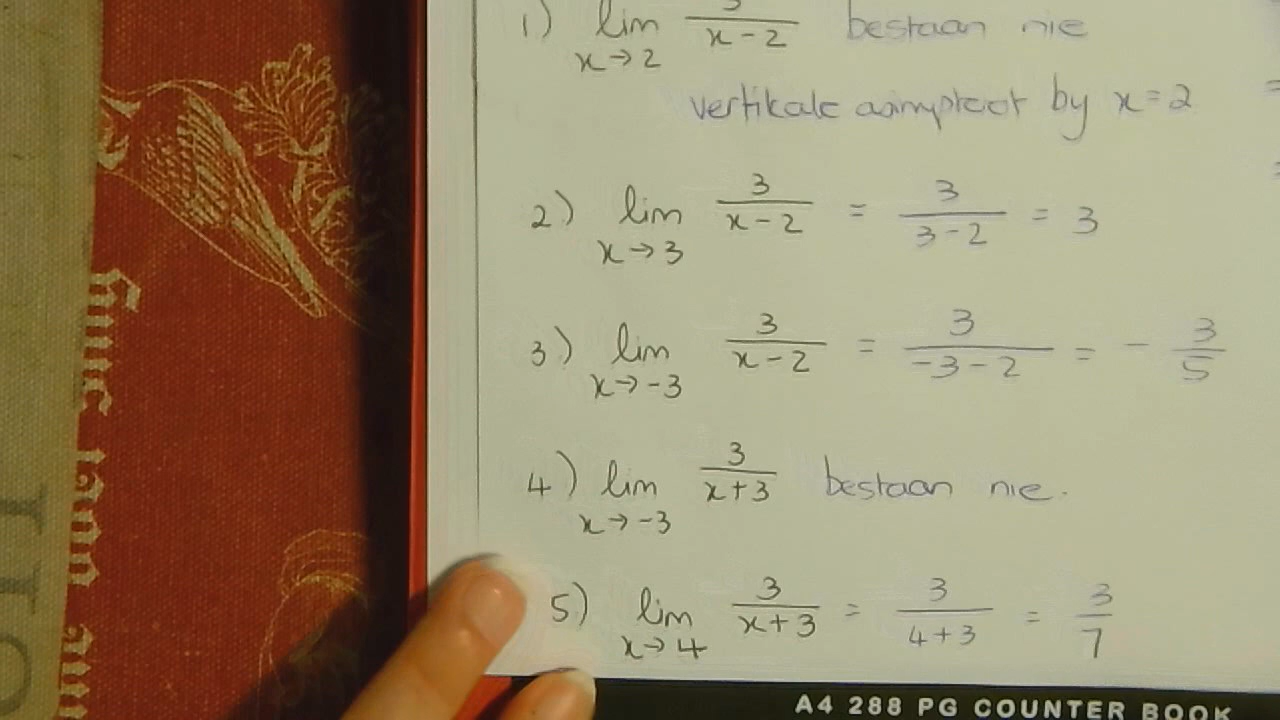 1) lim x→2 3/(x-2) bestaan nie
vertikale asimptoot by x=2
2) lim x→3 3/(x-2) = 3/(3-2) = 3
3) lim x→-3 3/(x-2) = 3/(-3-2) = -3/5
4) lim x→-3 3/(x+3) bestaan nie.
5) lim x→4 3/(x+3) = 3/(4+3) = 3/7
A4 288 PG COUNTER BOOK